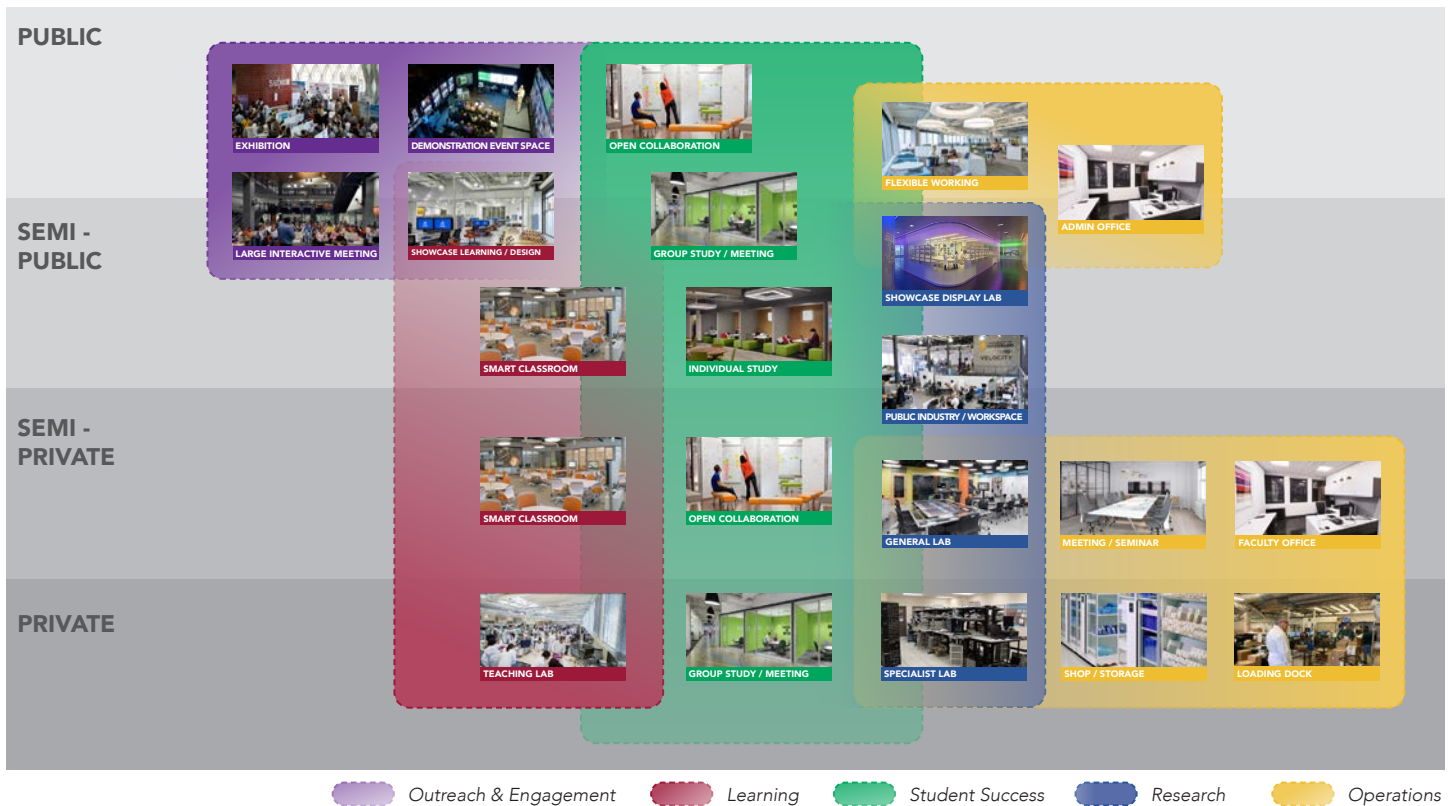 PUBLIC
EXHIBITION
DEMONSTRATION EVENT SPACE
OPEN COLLABORATION
FLEXIBLE WORKING
ADMIN OFFICE
SEMI -
PUBLIC
LARGE INTERACTIVE MEETING
SHOWCASE LEARNING / DESIGN
GROUP STUDY / MEETING
SHOWCASE DISPLAY LAB
SMART CLASSROOM
INDIVIDUAL STUDY
VELOCITY
PUBLIC INDUSTRY / WORKSPACE
SEMI -
PRIVATE
SMART CLASSROOM
OPEN COLLABORATION
GENERAL LAB
MEETING / SEMINAR
FACULTY OFFICE
PRIVATE
TEACHING LAB
GROUP STUDY / MEETING
SPECIALIST LAB
SHOP / STORAGE
LOADING DOCK
Outreach & Engagement
Learning
Student Success
Research
Operations